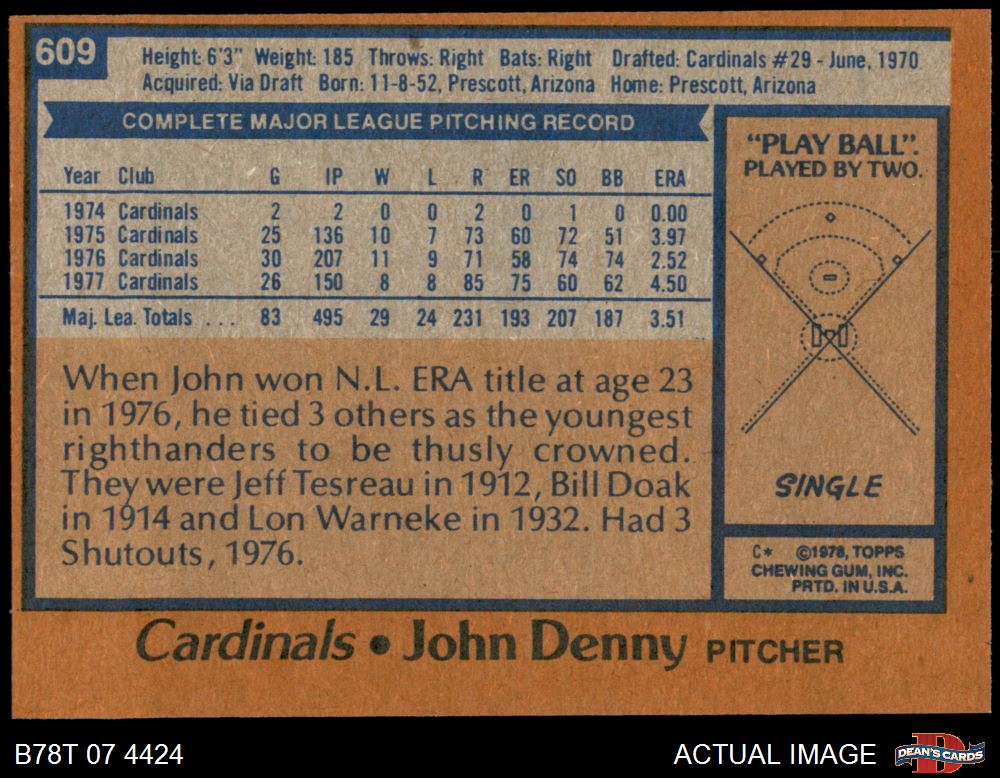 609
Height: 6'3" Weight: 185 Throws: Right Bats: Right Drafted: Cardinals #29 - June, 1970
Acquired: Via Draft Born: 11-8-52, Prescott, Arizona Home: Prescott, Arizona
COMPLETE MAJOR LEAGUE PITCHING RECORD
Year Club G IP W L R ER SO BB ERA
1974 Cardinals 2 2 0 0 2 0 1 0 0.00
1975 Cardinals 25 136 10 7 73 60 72 51 3.97
1976 Cardinals 30 207 11 9 71 58 74 74 2.52
1977 Cardinals 26 150 8 8 85 75 60 62 4.50
Maj. Lea. Totals ... 83 495 29 24 231 193 207 187 3.51
When John won N.L. ERA title at age 23
in 1976, he tied 3 others as the youngest
righthanders to be thusly crowned.
They were Jeff Tesreau in 1912, Bill Doak
in 1914 and Lon Warneke in 1932. Had 3
Shutouts, 1976.
"PLAY BALL".
PLAYED BY TWO.
SINGLE
C* ©1978, TOPPS
CHEWING GUM, INC.
PRTD. IN U.S.A.
Cardinals • John Denny PITCHER
B78T 07 4424
ACTUAL IMAGE
DEAN'S CARDS